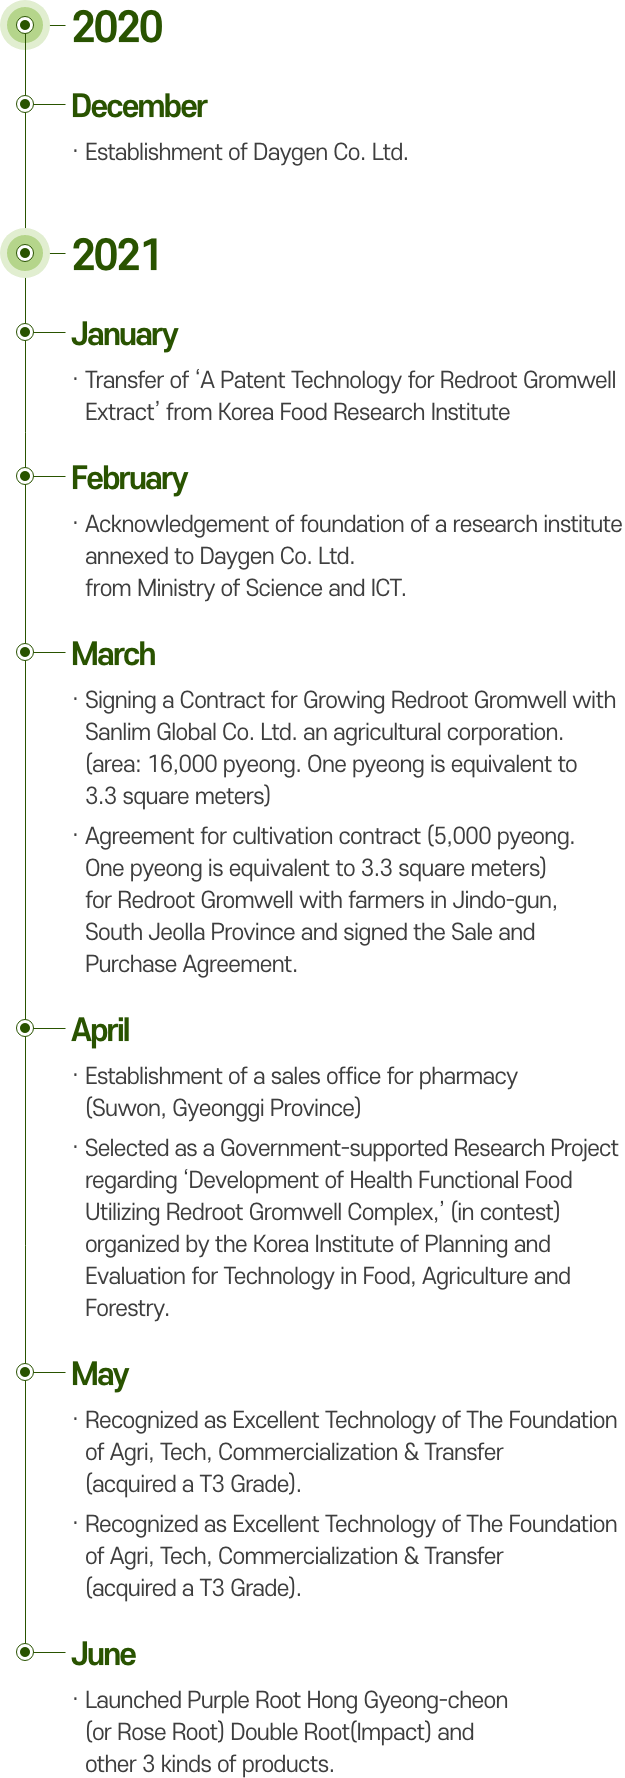 2020
December
· Establishment of Daygen Co. Ltd.
2021
January
· Transfer of ‘A Patent Technology for Redroot Gromwell
Extract’ from Korea Food Research Institute
February
· Acknowledgement of foundation of a research institute
annexed to Daygen Co. Ltd.
from Ministry of Science and ICT.
March
· Signing a Contract for Growing Redroot Gromwell with
Sanlim Global Co. Ltd. an agricultural corporation.
(area: 16,000 pyeong. One pyeong is equivalent to
3.3 square meters)
· Agreement for cultivation contract (5,000 pyeong.
One pyeong is equivalent to 3.3 square meters)
for Redroot Gromwell with farmers in Jindo-gun,
South Jeolla Province and signed the Sale and
Purchase Agreement.
April
· Establishment of a sales office for pharmacy
(Suwon, Gyeonggi Province)
· Selected as a Government-supported Research Project
regarding ‘Development of Health Functional Food
Utilizing Redroot Gromwell Complex,’ (in contest)
organized by the Korea Institute of Planning and
Evaluation for Technology in Food, Agriculture and
Forestry.
May
· Recognized as Excellent Technology of The Foundation
of Agri, Tech, Commercialization & Transfer
(acquired a T3 Grade).
· Recognized as Excellent Technology of The Foundation
of Agri, Tech, Commercialization & Transfer
(acquired a T3 Grade).
June
· Launched Purple Root Hong Gyeong-cheon
(or Rose Root) Double Root(Impact) and
other 3 kinds of products.